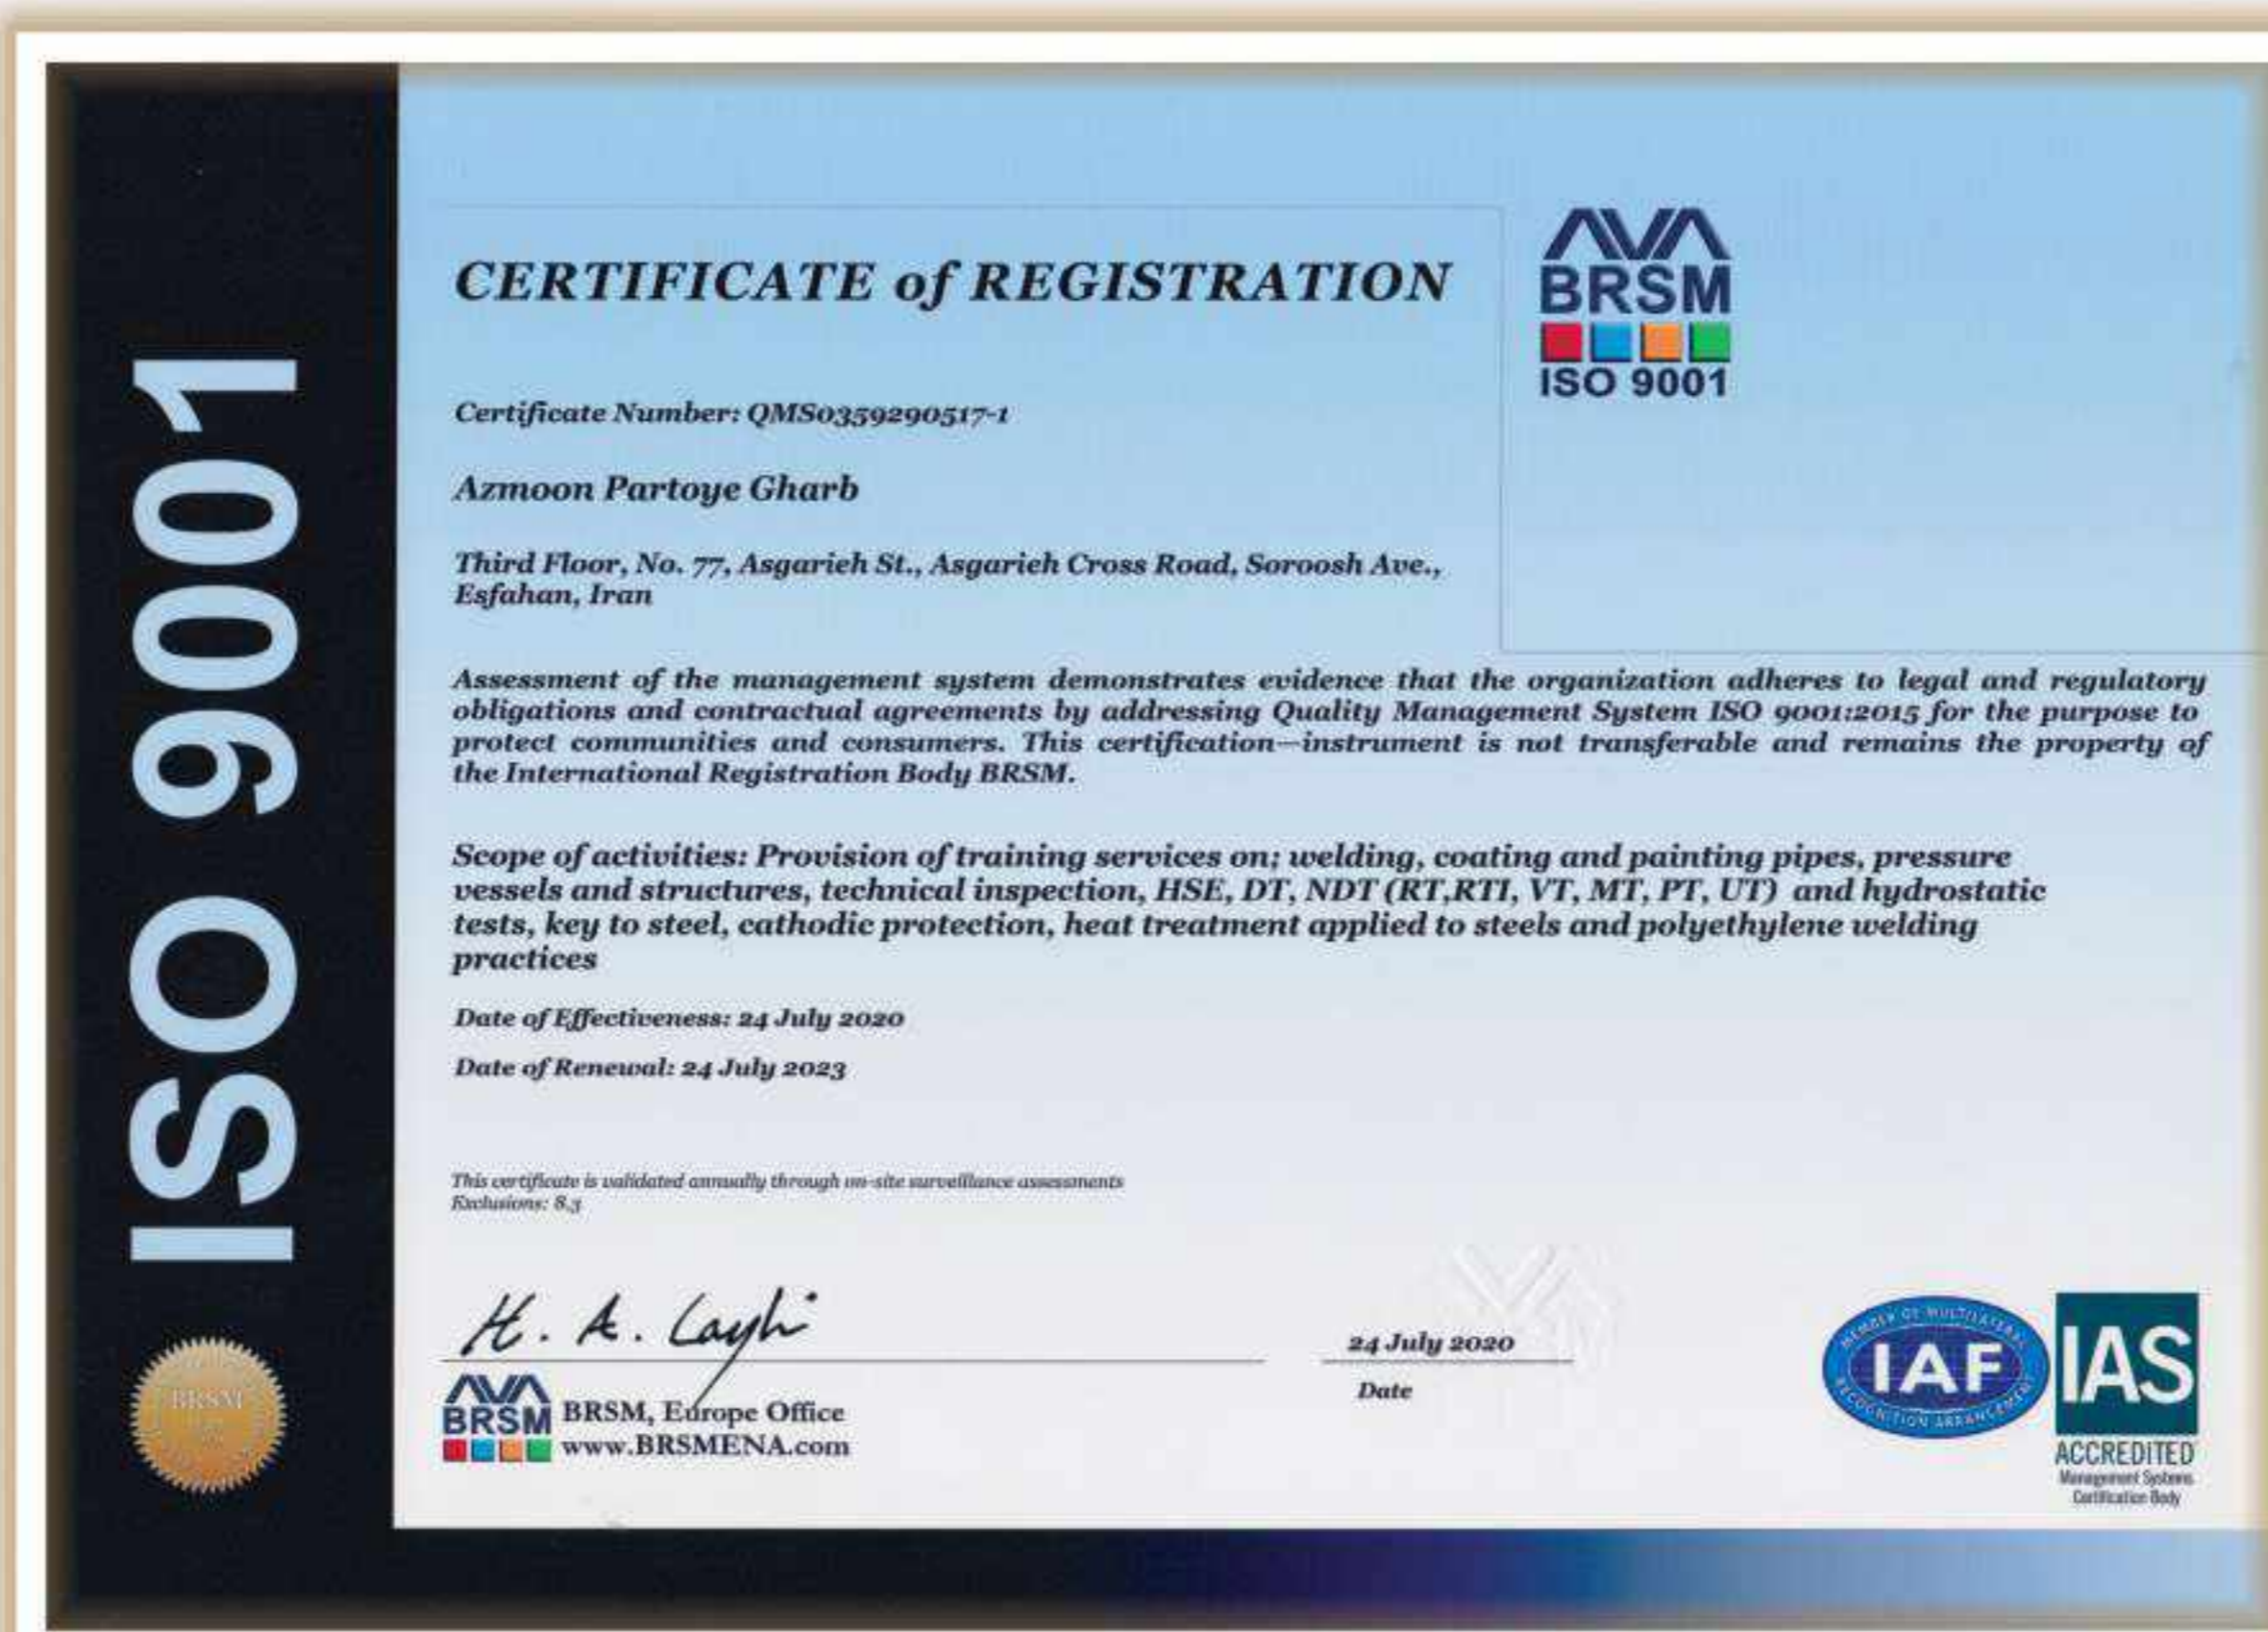 ISO 9001
CERTIFICATE of REGISTRATION
BRSM
ISO 9001
Certificate Number: QMS0359290517-1
Azmoon Partoye Gharb
Third Floor, No. 77, Asgarieh St., Asgarieh Cross Road, Soroosh Ave.,
Esfahan, Iran
Assessment of the management system demonstrates evidence that the organization adheres to legal and regulatory
obligations and contractual agreements by addressing Quality Management System ISO 9001:2015 for the purpose to
protect communities and consumers. This certification—instrument is not transferable and remains the property of
the International Registration Body BRSM.
Scope of activities: Provision of training services on; welding, coating and painting pipes, pressure
vessels and structures, technical inspection, HSE, DT, NDT (RT,RTI, VT, MT, PT, UT) and hydrostatic
tests, key to steel, cathodic protection, heat treatment applied to steels and polyethylene welding
practices
Date of Effectiveness: 24 July 2020
Date of Renewal: 24 July 2023
This certificate is validated annually through on-site surveillance assessments
Exclusions: 8.3
H. A.
24 July 2020
Date
BRSM
BRSM, Europe Office
www.BRSMENA.com
BRSM
MEMBER OF MULTILATERAL
IAF
RECOGNITION ARRANGEMENT
IAS
ACCREDITED
Management Systems
Certification Body